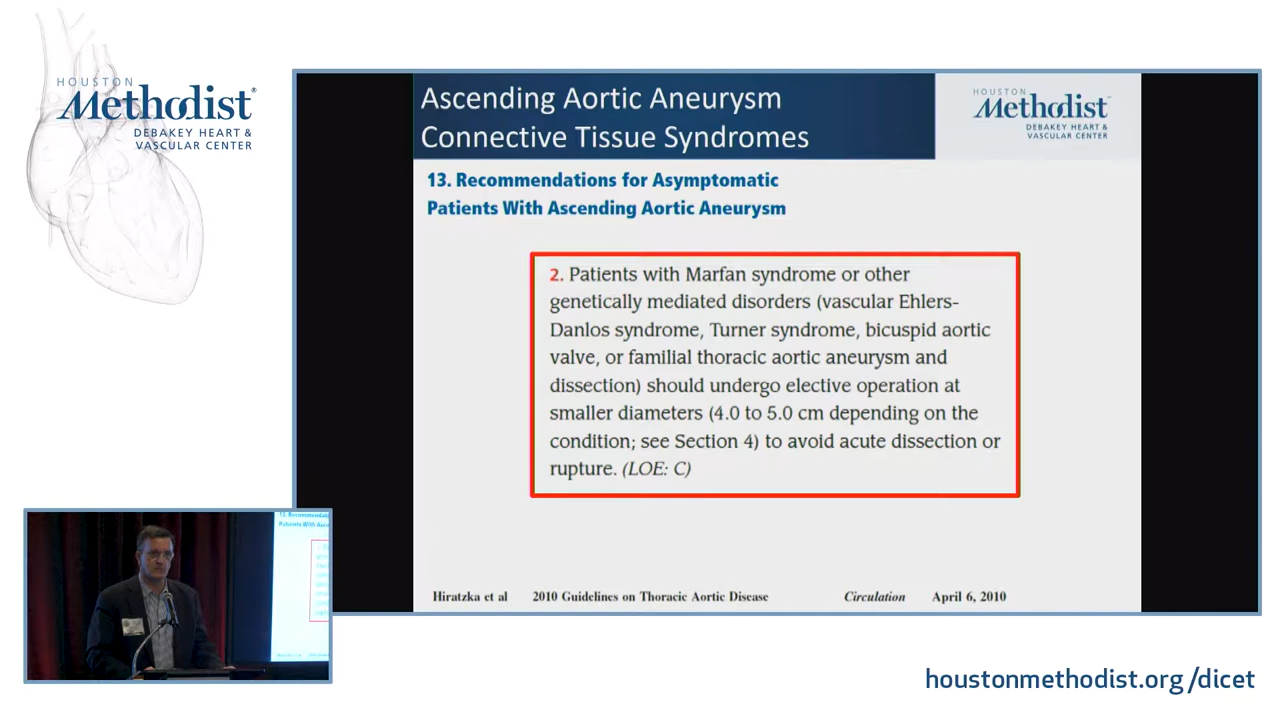 HOUSTON
Methodist®
DEBAKEY HEART &
VASCULAR CENTER
Ascending Aortic Aneurysm
Connective Tissue Syndromes
HOUSTON
Methodist
DEBAKEY HEART &
VASCULAR CENTER
13. Recommendations for Asymptomatic
Patients With Ascending Aortic Aneurysm
2. Patients with Marfan syndrome or other
genetically mediated disorders (vascular Ehlers-
Danlos syndrome, Turner syndrome, bicuspid aortic
valve, or familial thoracic aortic aneurysm and
dissection) should undergo elective operation at
smaller diameters (4.0 to 5.0 cm depending on the
condition; see Section 4) to avoid acute dissection or
rupture. (LOE: C)
Hiratzka et al 2010 Guidelines on Thoracic Aortic Disease Circulation April 6, 2010
13. Recommendati
Patients With Asce
houstonmethodist.org/dicet